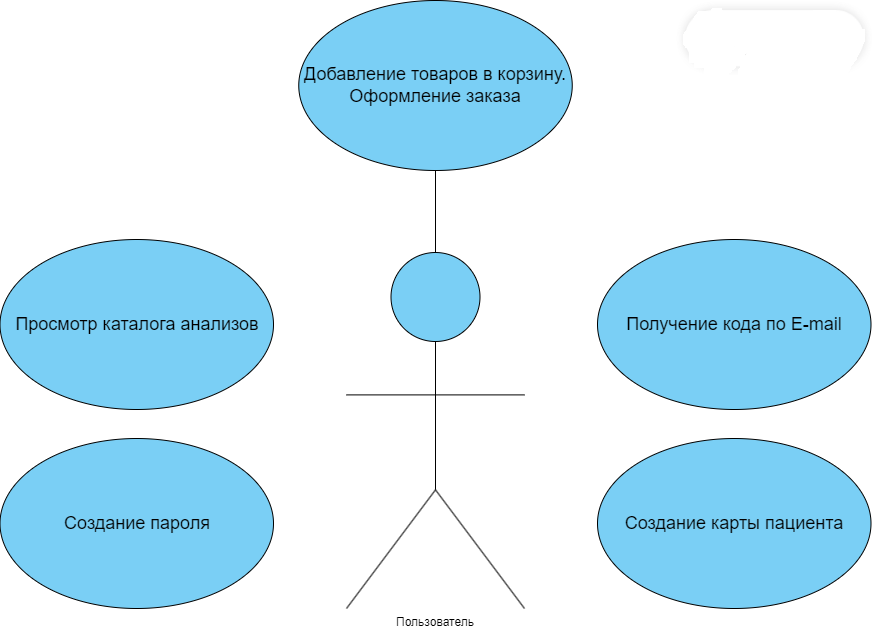 Добавление товаров в корзину.
Оформление заказа
Просмотр каталога анализов
Получение кода по E-mail
Создание пароля
Создание карты пациента
Пользователь